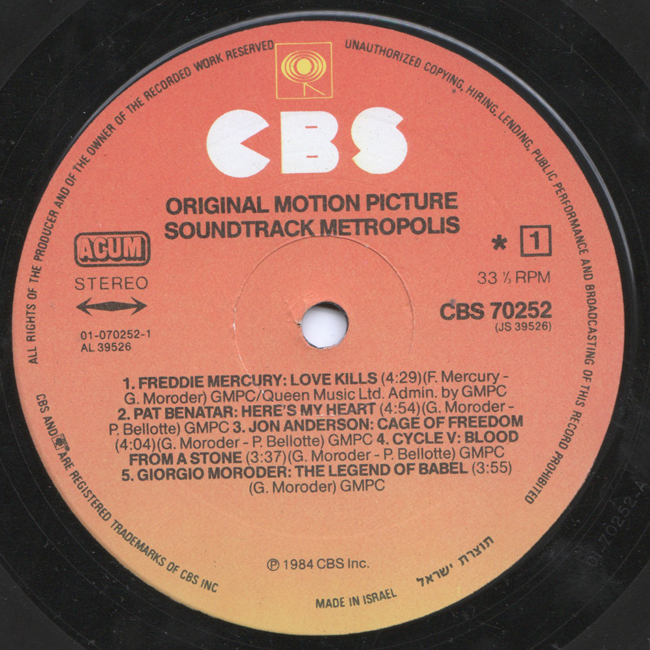 ALL RIGHTS OF THE PRODUCER AND OF THE OWNER OF THE RECORDED WORK RESERVED
UNAUTHORIZED COPYING, HIRING, LENDING, PUBLIC PERFORMANCE AND BROADCASTING OF THIS RECORD PROHIBITED
CBS
ORIGINAL MOTION PICTURE
SOUNDTRACK METROPOLIS
ACUM
STEREO
* 1
33 ⅓ RPM
CBS 70252
(JS 39526)
01-070252-1
AL 39526
1. FREDDIE MERCURY: LOVE KILLS (4:29)(F. Mercury -
G. Moroder) GMPC/Queen Music Ltd. Admin. by GMPC
2. PAT BENATAR: HERE'S MY HEART (4:54)(G. Moroder -
P. Bellotte) GMPC 3. JON ANDERSON: CAGE OF FREEDOM
(4:04)(G. Moroder - P. Bellotte) GMPC 4. CYCLE V: BLOOD
FROM A STONE (3:37)(G. Moroder - P. Bellotte) GMPC
5. GIORGIO MORODER: THE LEGEND OF BABEL (3:55)
(G. Moroder) GMPC
℗ 1984 CBS Inc.
CBS AND ARE REGISTERED TRADEMARKS OF CBS INC
MADE IN ISRAEL
תוצרת ישראל